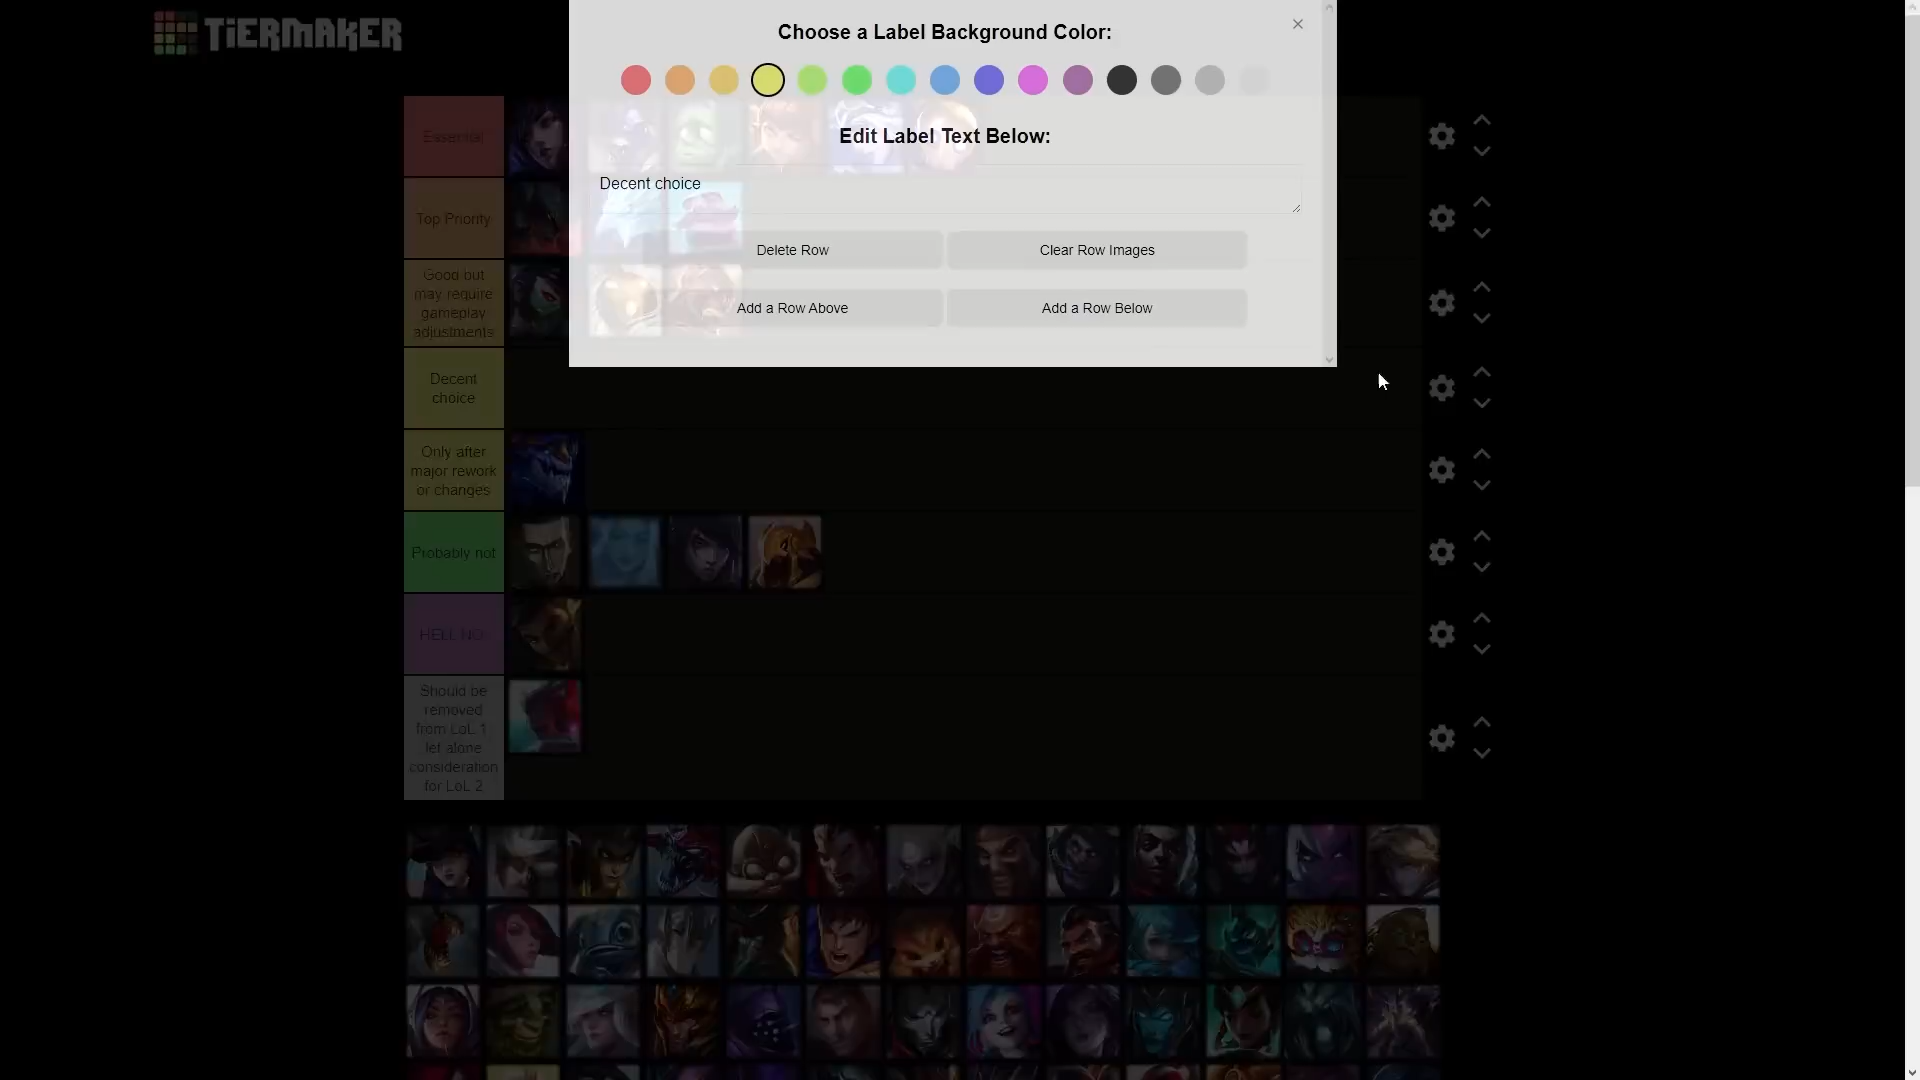 TiERMAKER
Choose a Label Background Color:
×
Edit Label Text Below:
Decent choice
Delete Row
Clear Row Images
Add a Row Above
Add a Row Below
Essential
Top Priority
Good but
may require
gameplay
adjustments
Decent
choice
Only after
major rework
or changes
Probably not
HELL NO
Should be
removed
from LoL 1
let alone
consideration
for LoL 2